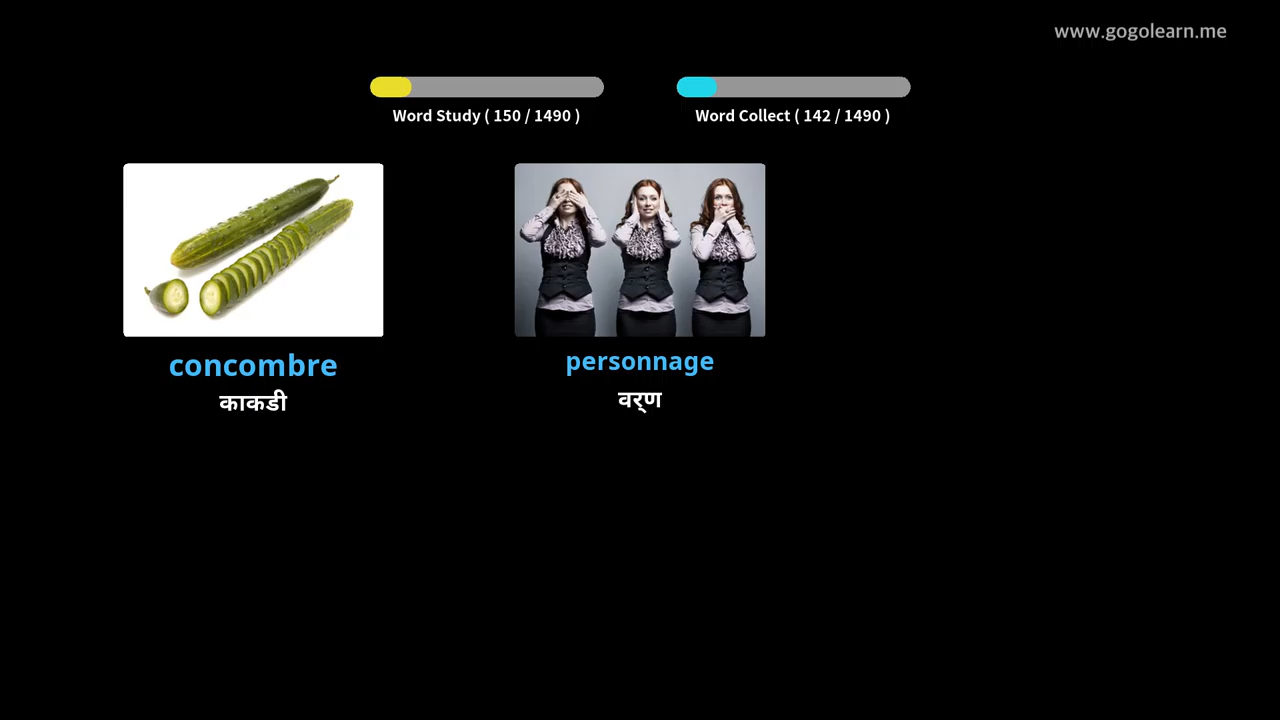 www.gogolearn.me
Word Study ( 150 / 1490 )
Word Collect ( 142 / 1490 )
concombre
काकडी
personnage
वर्‌ण